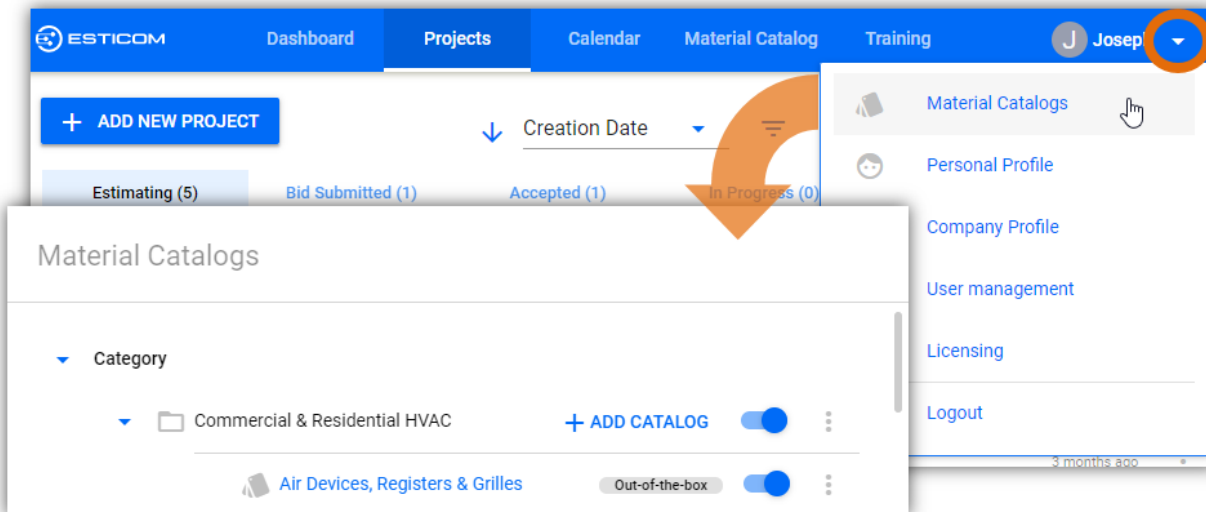 ESTICOM Dashboard Projects Calendar Material Catalog Training J Josep
+ ADD NEW PROJECT Creation Date
Estimating (5) Bid Submitted (1) Accepted (1) In Progress (0)
Material Catalogs
Personal Profile
Company Profile
User management
Licensing
Logout
3 months ago
Material Catalogs
Category
Commercial & Residential HVAC + ADD CATALOG
Air Devices, Registers & Grilles Out-of-the-box